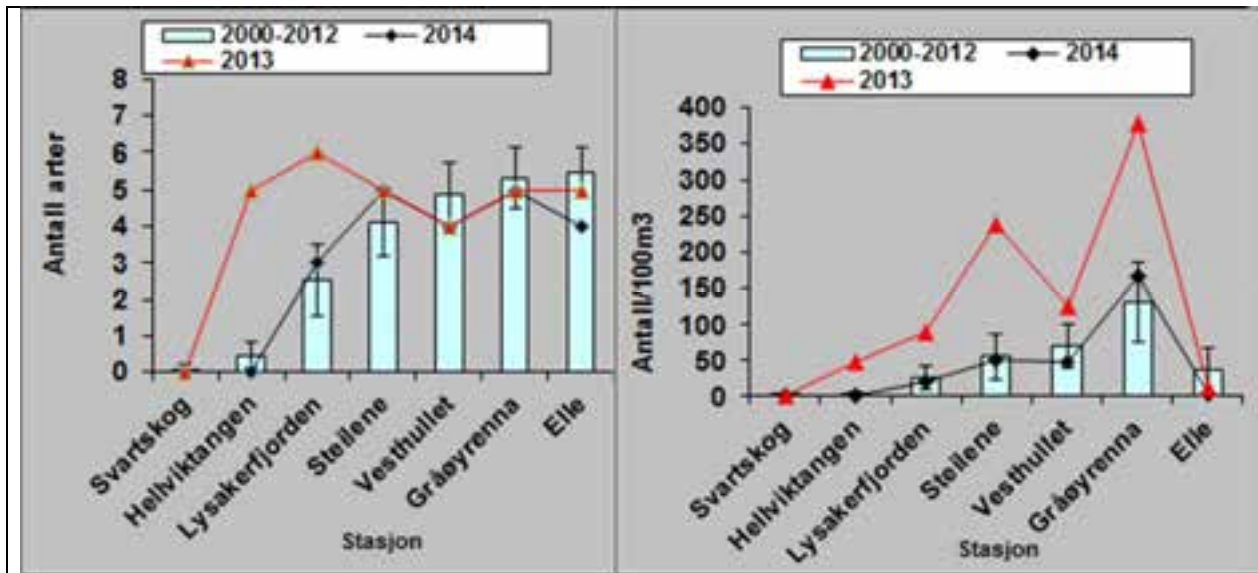 2000-2012 2014
2013
8
7
6
5
4
3
2
1
0
Antall arter
Svartskog
Hellviktangen
Lysakerfjorden
Steilene
Vesthullet
Gråøyrenna
Elle
Stasjon
2000-2012 2014
2013
400
350
300
250
200
150
100
50
0
Antall/100m3
Svartskog
Hellviktangen
Lysakerfjorden
Steilene
Vesthullet
Gråøyrenna
Elle
Stasjon